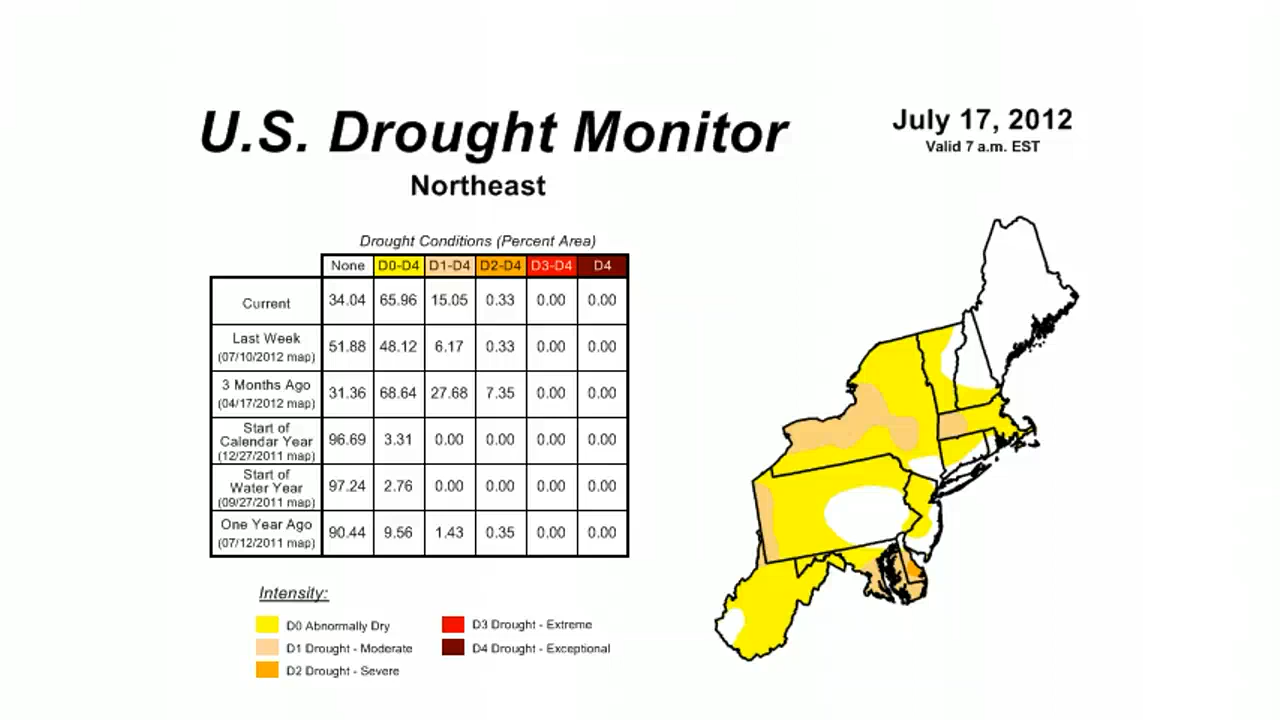 U.S. Drought Monitor
July 17, 2012
Valid 7 a.m. EST
Northeast
Drought Conditions (Percent Area)
None D0-D4 D1-D4 D2-D4 D3-D4 D4
Current 34.04 65.96 15.05 0.33 0.00 0.00
Last Week
(07/10/2012 map) 51.88 48.12 6.17 0.33 0.00 0.00
3 Months Ago
(04/17/2012 map) 31.36 68.64 27.68 7.35 0.00 0.00
Start of
Calendar Year
(12/27/2011 map) 96.69 3.31 0.00 0.00 0.00 0.00
Start of
Water Year
(09/27/2011 map) 97.24 2.76 0.00 0.00 0.00 0.00
One Year Ago
(07/12/2011 map) 90.44 9.56 1.43 0.35 0.00 0.00
Intensity:
D0 Abnormally Dry
D1 Drought - Moderate
D2 Drought - Severe
D3 Drought - Extreme
D4 Drought - Exceptional